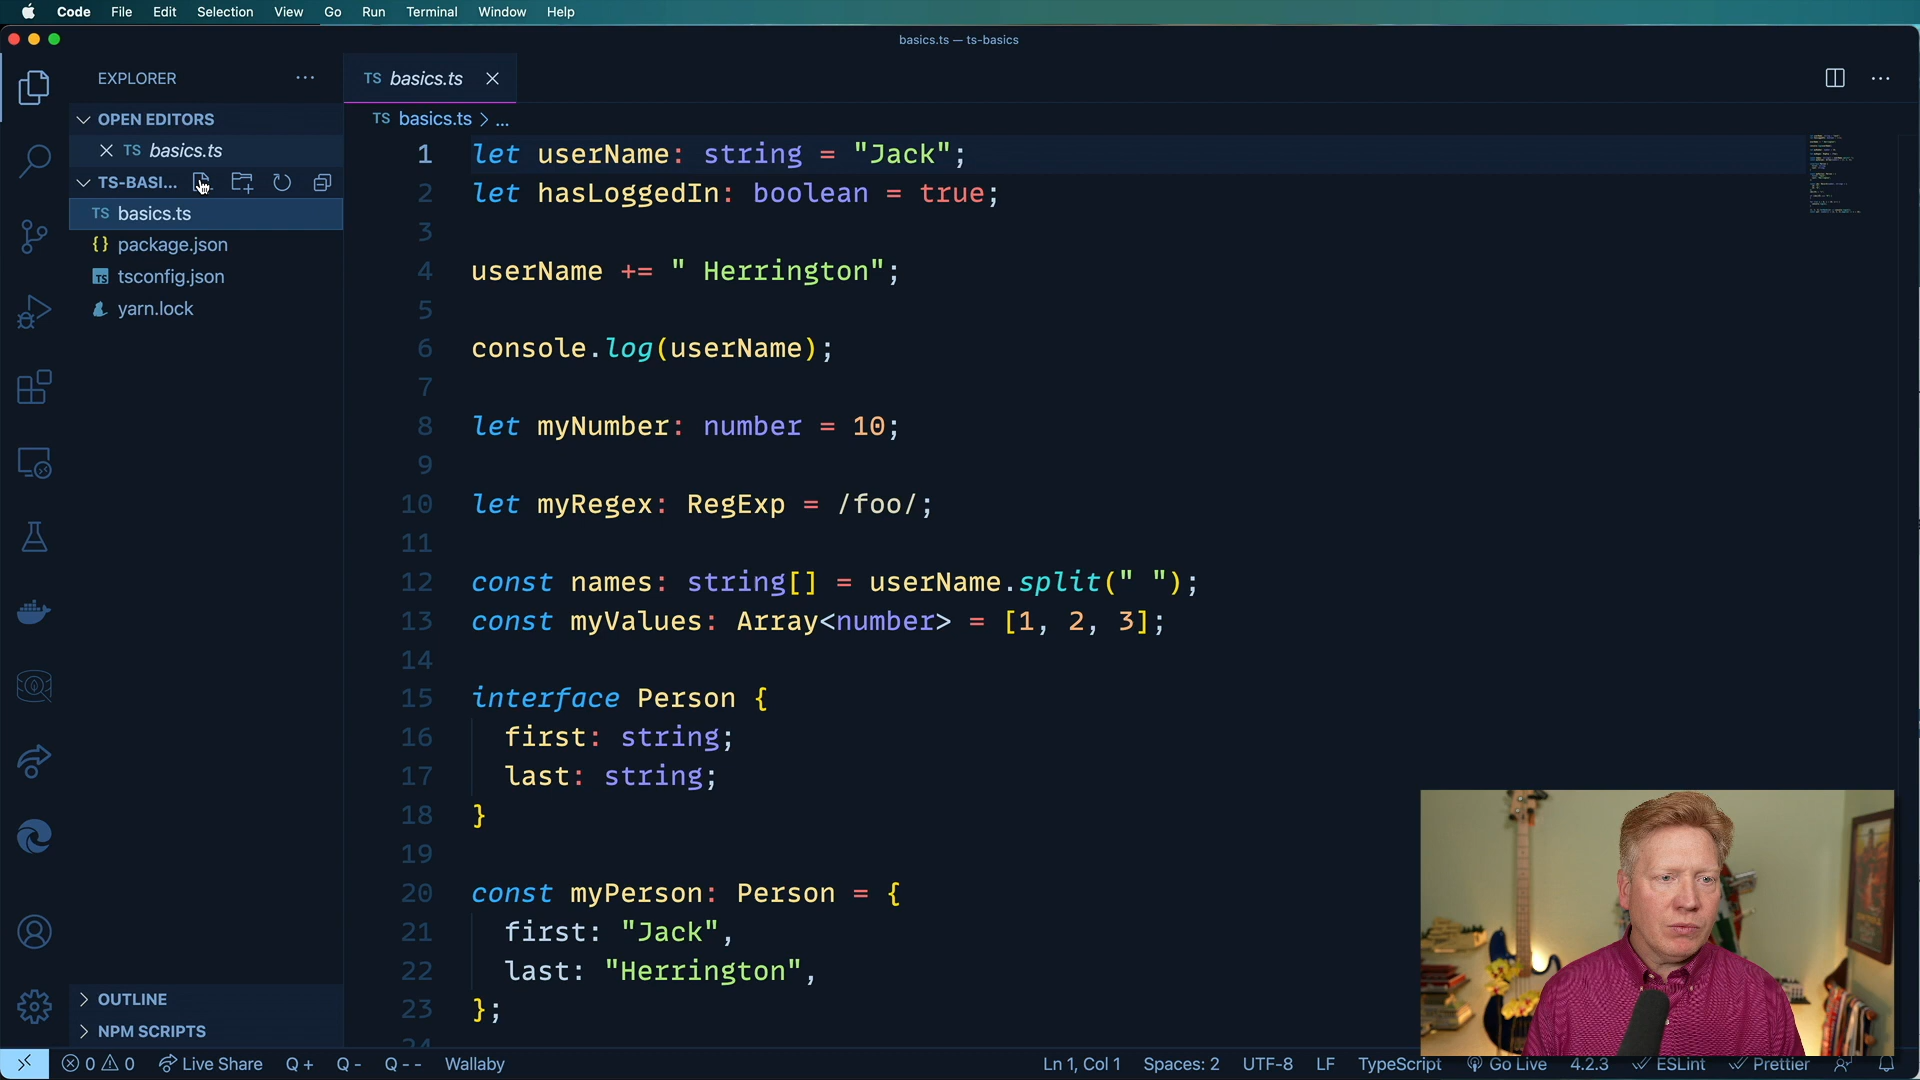 Code File Edit Selection View Go Run Terminal Window Help
basics.ts — ts-basics
EXPLORER
TS basics.ts
OPEN EDITORS
TS basics.ts
TS-BASI...
TS basics.ts
{} package.json
TS tsconfig.json
yarn.lock
OUTLINE
NPM SCRIPTS
TS basics.ts > ...
1 let userName: string = "Jack";
2 let hasLoggedIn: boolean = true;
3
4 userName += " Herrington";
5
6 console.log(userName);
7
8 let myNumber: number = 10;
9
10 let myRegex: RegExp = /foo/;
11
12 const names: string[] = userName.split(" ");
13 const myValues: Array<number> = [1, 2, 3];
14
15 interface Person {
16 first: string;
17 last: string;
18 }
19
20 const myPerson: Person = {
21 first: "Jack",
22 last: "Herrington",
23 };
0 0 Live Share Q+ Q- Q-- Wallaby Ln 1, Col 1 Spaces: 2 UTF-8 LF TypeScript Go Live 4.2.3 ESLint Prettier